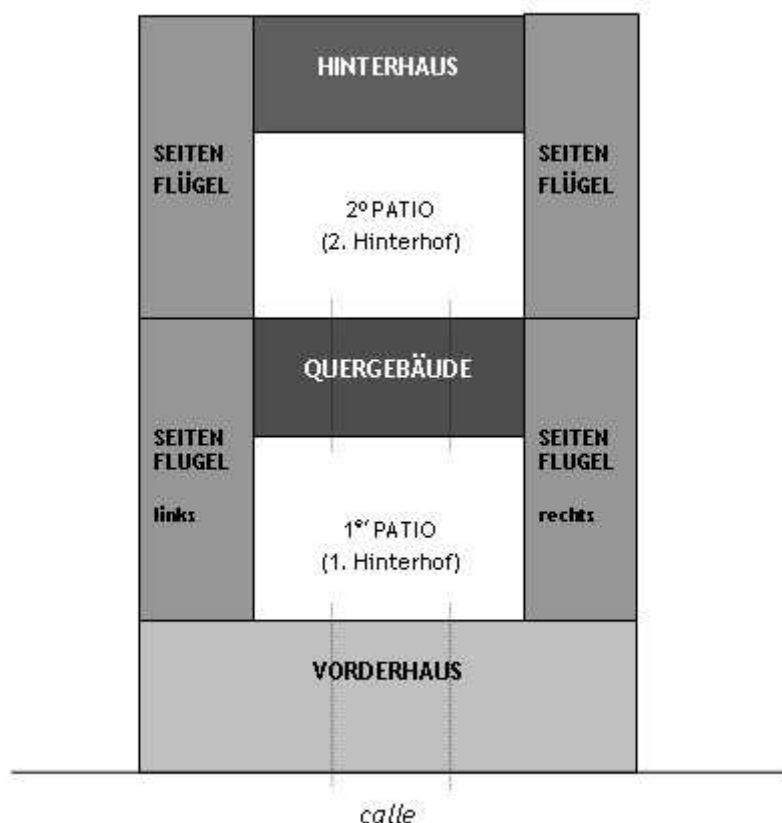 HINTERHAUS
SEITEN
FLÜGEL
SEITEN
FLÜGEL
2º PATIO
(2. Hinterhof)
QUERGEBÄUDE
SEITEN
FLUGEL
links
SEITEN
FLUGEL
rechts
1er PATIO
(1. Hinterhof)
VORDERHAUS
calle